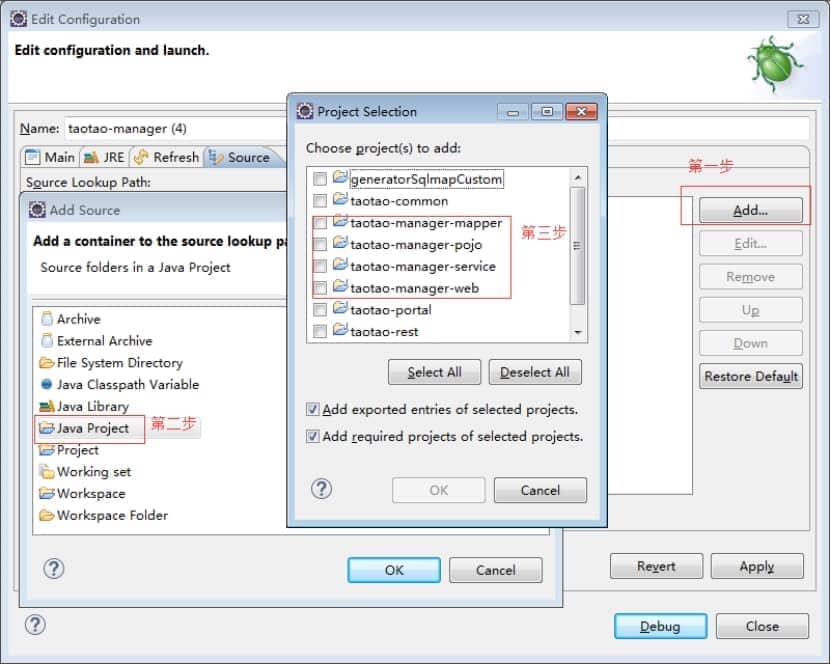 Edit Configuration
Edit configuration and launch.
Name: taotao-manager (4)
Main JRE Refresh Source
Source Lookup Path:
Add Source
Add a container to the source lookup pa
Source folders in a Java Project
Archive
External Archive
File System Directory
Java Classpath Variable
Java Library
Java Project
第二步
Project
Working set
Workspace
Workspace Folder
OK
Cancel
Project Selection
Choose project(s) to add:
generatorSqlmapCustom
taotao-common
taotao-manager-mapper
taotao-manager-pojo
taotao-manager-service
taotao-manager-web
taotao-portal
taotao-rest
第三步
Select All
Deselect All
Add exported entries of selected projects.
Add required projects of selected projects.
OK
Cancel
第一步
Add...
Edit...
Remove
Up
Down
Restore Default
Revert
Apply
Debug
Close